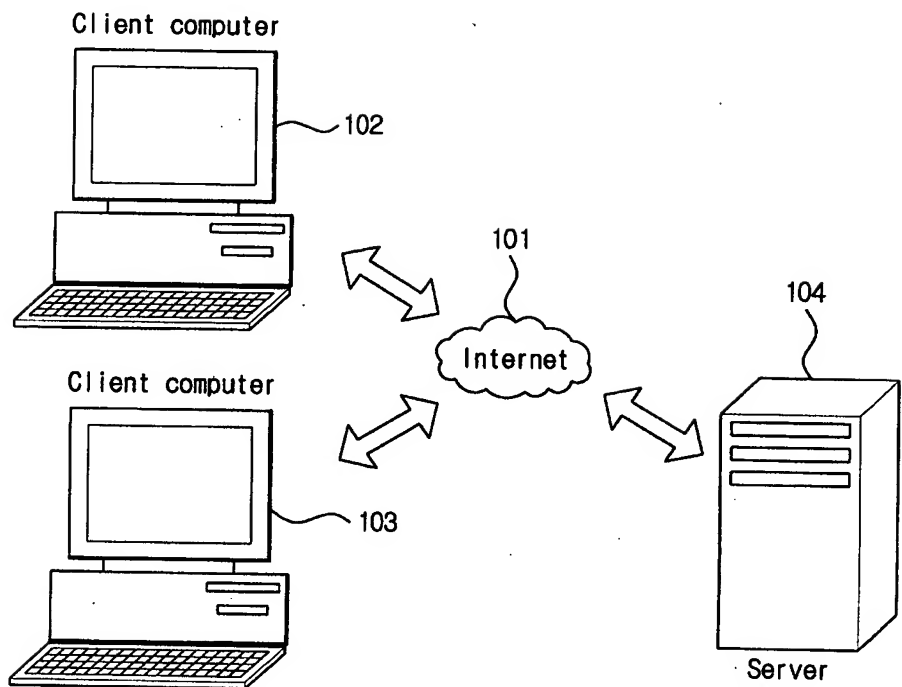 Client computer
102
101
104
Internet
Client computer
103
Server